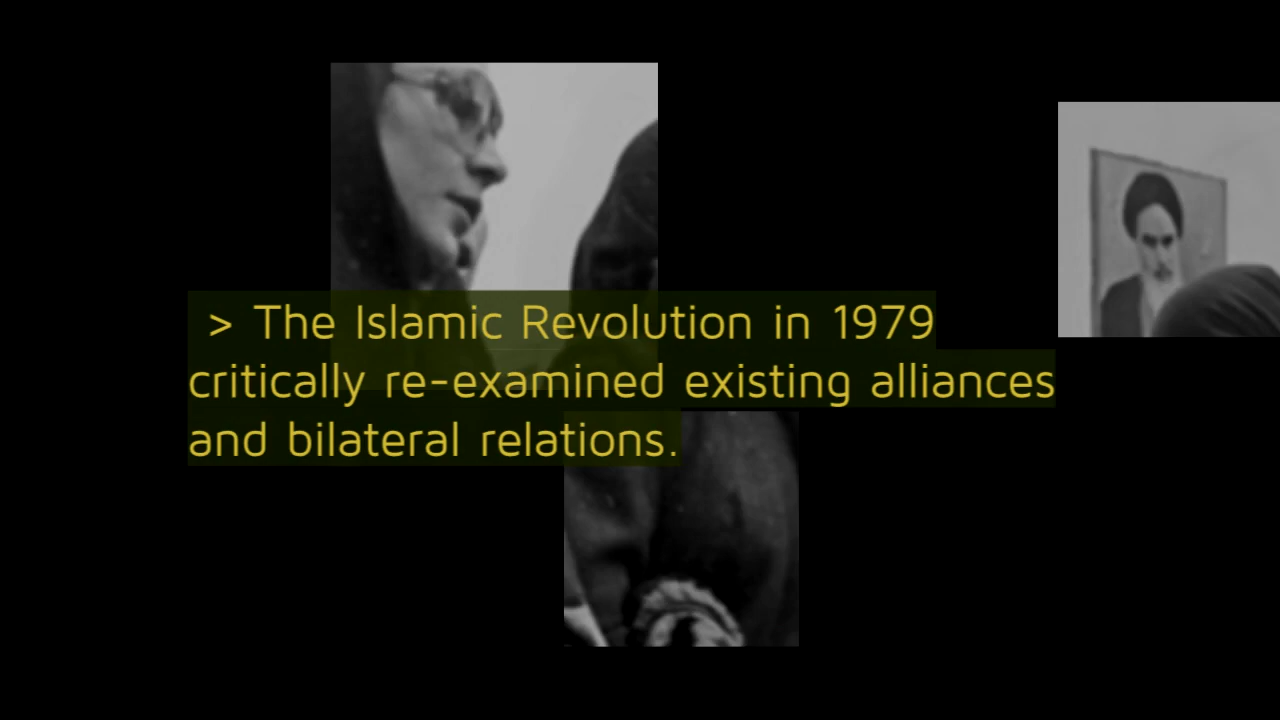 > The Islamic Revolution in 1979
critically re-examined existing alliances
and bilateral relations.